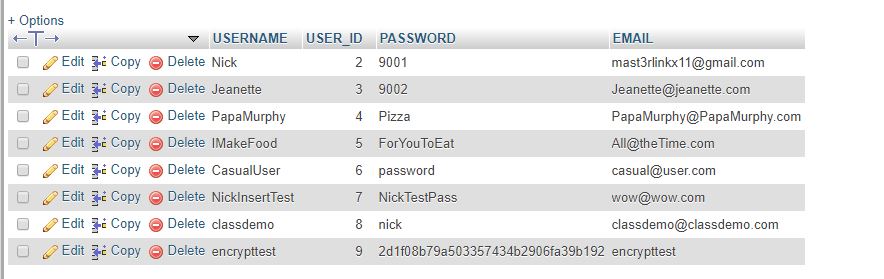 + Options
USERNAME USER_ID PASSWORD EMAIL
Edit Copy Delete Nick 2 9001 mast3rlinkx11@gmail.com
Edit Copy Delete Jeanette 3 9002 Jeanette@jeanette.com
Edit Copy Delete PapaMurphy 4 Pizza PapaMurphy@PapaMurphy.com
Edit Copy Delete IMakeFood 5 ForYouToEat All@theTime.com
Edit Copy Delete CasualUser 6 password casual@user.com
Edit Copy Delete NickInsertTest 7 NickTestPass wow@wow.com
Edit Copy Delete classdemo 8 nick classdemo@classdemo.com
Edit Copy Delete encrypttest 9 2d1f08b79a503357434b2906fa39b192 encrypttest